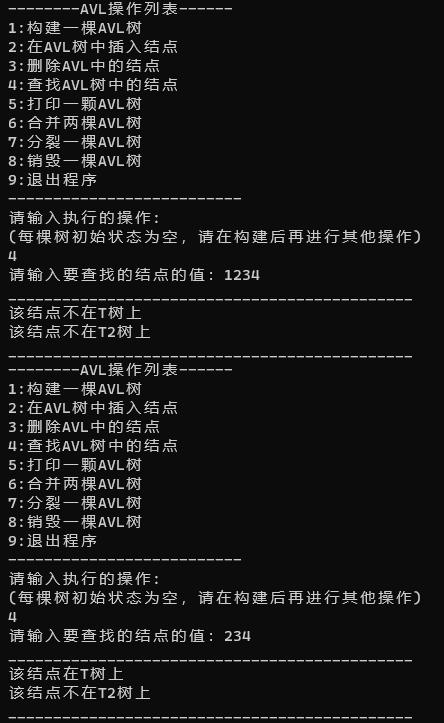 --------AVL操作列表------
1:构建一棵AVL树
2:在AVL树中插入结点
3:删除AVL中的结点
4:查找AVL树中的结点
5:打印一颗AVL树
6:合并两棵AVL树
7:分裂一棵AVL树
8:销毁一棵AVL树
9:退出程序
--------------------------
请输入执行的操作:
(每棵树初始状态为空, 请在构建后再进行其他操作)
4
请输入要查找的结点的值: 1234
_____________________________________________
该结点不在T树上
该结点不在T2树上
_____________________________________________
--------AVL操作列表------
1:构建一棵AVL树
2:在AVL树中插入结点
3:删除AVL中的结点
4:查找AVL树中的结点
5:打印一颗AVL树
6:合并两棵AVL树
7:分裂一棵AVL树
8:销毁一棵AVL树
9:退出程序
--------------------------
请输入执行的操作:
(每棵树初始状态为空, 请在构建后再进行其他操作)
4
请输入要查找的结点的值: 234
_____________________________________________
该结点在T树上
该结点不在T2树上
_____________________________________________